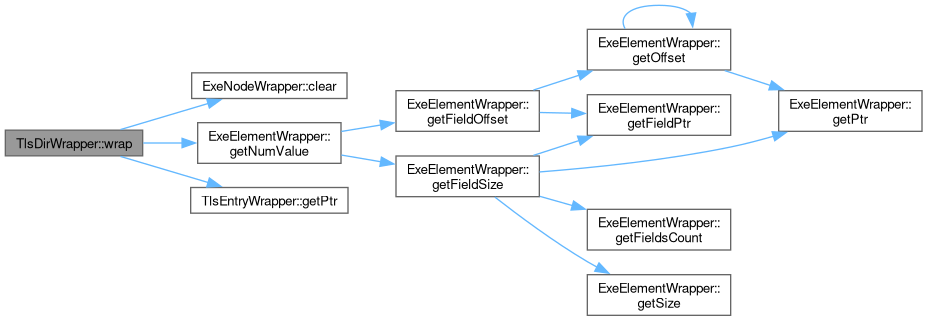 TlsDirWrapper::wrap
ExeNodeWrapper::clear
ExeElementWrapper::
getNumValue
TlsEntryWrapper::getPtr
ExeElementWrapper::
getFieldOffset
ExeElementWrapper::
getFieldSize
ExeElementWrapper::
getOffset
ExeElementWrapper::
getFieldPtr
ExeElementWrapper::
getFieldsCount
ExeElementWrapper::
getSize
ExeElementWrapper::
getPtr